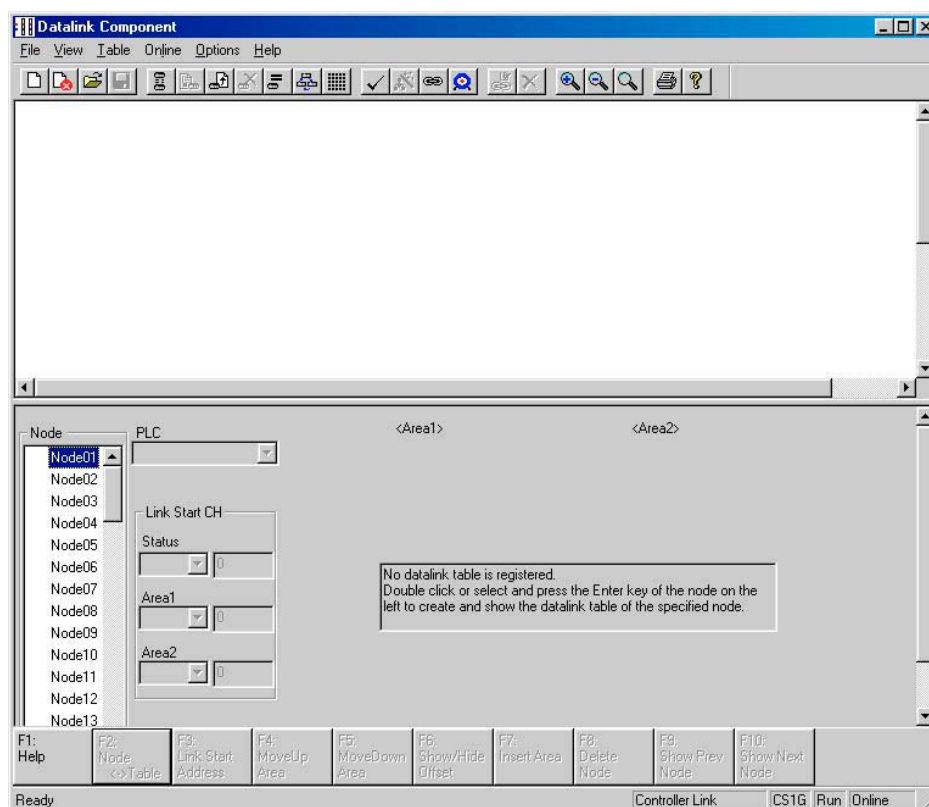 Datalink Component
File View Table Online Options Help
<Area1> <Area2>
Node
PLC
Node01
Node02
Node03
Node04
Node05
Node06
Node07
Node08
Node09
Node10
Node11
Node12
Node13
Link Start CH
Status
0
Area1
0
Area2
0
No datalink table is registered.
Double click or select and press the Enter key of the node on the
left to create and show the datalink table of the specified node.
F1:
Help
F2:
Node
<->Table
F3:
Link Start
Address
F4:
MoveUp
Area
F5:
MoveDown
Area
F6:
Show/Hide
Offset
F7:
Insert Area
F8:
Delete
Node
F9:
Show Prev
Node
F10:
Show Next
Node
Ready Controller Link CS1G Run Online